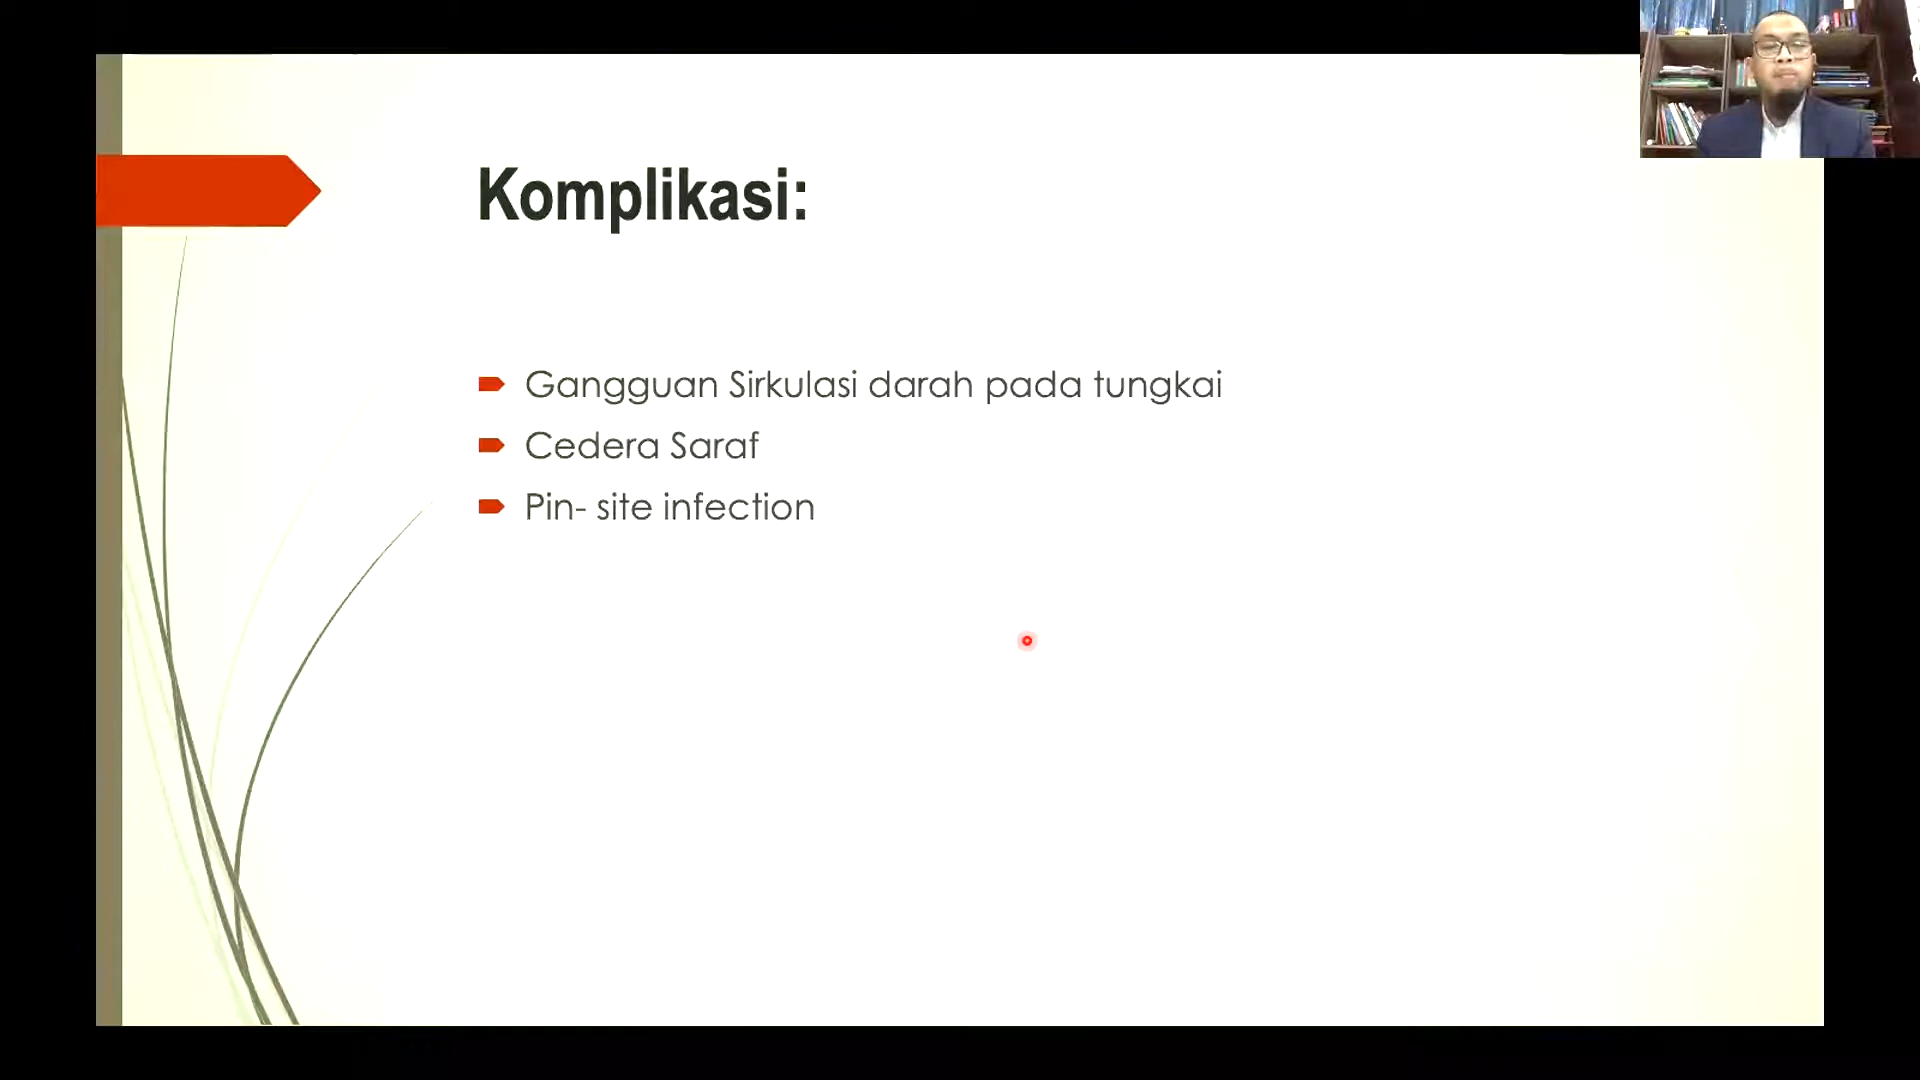 Komplikasi:
Gangguan Sirkulasi darah pada tungkai
Cedera Saraf
Pin- site infection